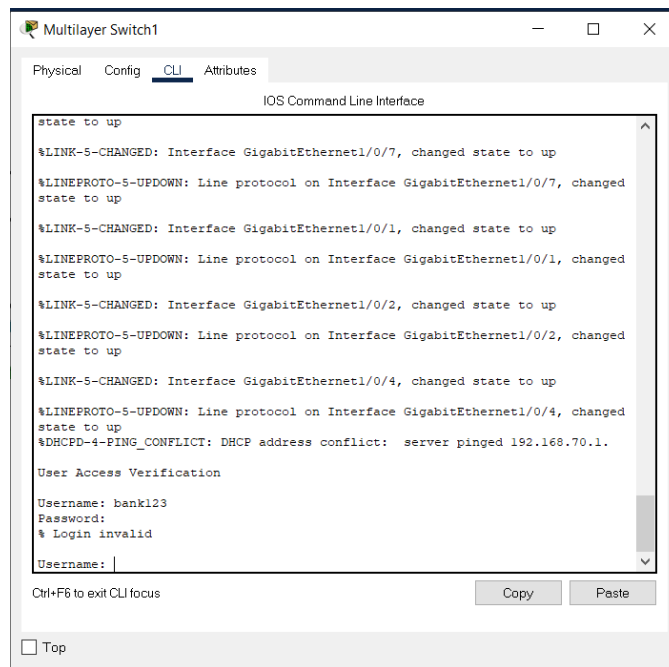 Multilayer Switch1
Physical Config CLI Attributes
IOS Command Line Interface
state to up
%LINK-5-CHANGED: Interface GigabitEthernet1/0/7, changed state to up
%LINEPROTO-5-UPDOWN: Line protocol on Interface GigabitEthernet1/0/7, changed
state to up
%LINK-5-CHANGED: Interface GigabitEthernet1/0/1, changed state to up
%LINEPROTO-5-UPDOWN: Line protocol on Interface GigabitEthernet1/0/1, changed
state to up
%LINK-5-CHANGED: Interface GigabitEthernet1/0/2, changed state to up
%LINEPROTO-5-UPDOWN: Line protocol on Interface GigabitEthernet1/0/2, changed
state to up
%LINK-5-CHANGED: Interface GigabitEthernet1/0/4, changed state to up
%LINEPROTO-5-UPDOWN: Line protocol on Interface GigabitEthernet1/0/4, changed
state to up
%DHCPD-4-PING_CONFLICT: DHCP address conflict:  server pinged 192.168.70.1.
User Access Verification
Username: bank123
Password:
% Login invalid
Username:
Ctrl+F6 to exit CLI focus
Copy Paste
Top